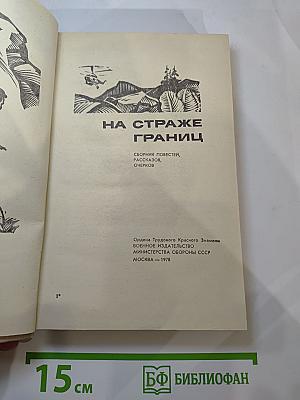 НА СТРАЖЕ
ГРАНИЦ
СБОРНИК ПОВЕСТЕЙ,
РАССКАЗОВ,
ОЧЕРКОВ
Ордена Трудового Красного Знамени
ВОЕННОЕ ИЗДАТЕЛЬСТВО
МИНИСТЕРСТВА ОБОРОНЫ СССР
МОСКВА — 1978
1*
15 см
БФ БИБЛИОФАН